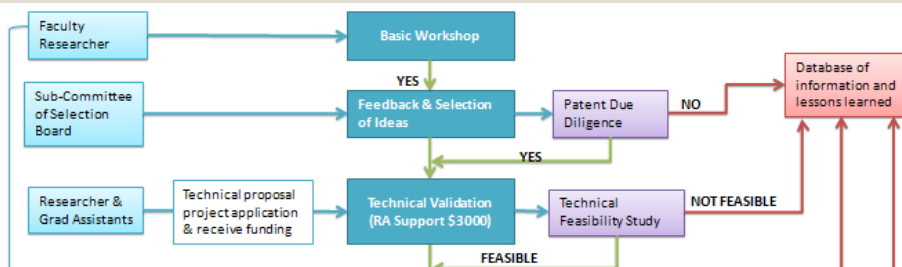 Faculty
Researcher
Basic Workshop
YES
Database of
information and
lessons learned
Sub-Committee
of Selection
Board
Feedback & Selection
of Ideas
Patent Due
Diligence
NO
YES
Researcher &
Grad Assistants
Technical proposal
project application
& receive funding
Technical Validation
(RA Support $3000)
Technical
Feasibility Study
NOT FEASIBLE
FEASIBLE